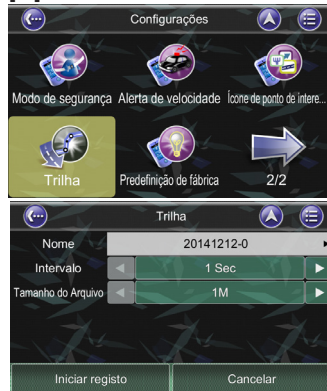 Configurações
Modo de segurança Alerta de velocidade Ícone de ponto de intere...
Trilha Predefinição de fábrica 2/2
Trilha
Nome 20141212-0
Intervalo 1 Sec
Tamanho do Arquivo 1M
Iniciar registo Cancelar